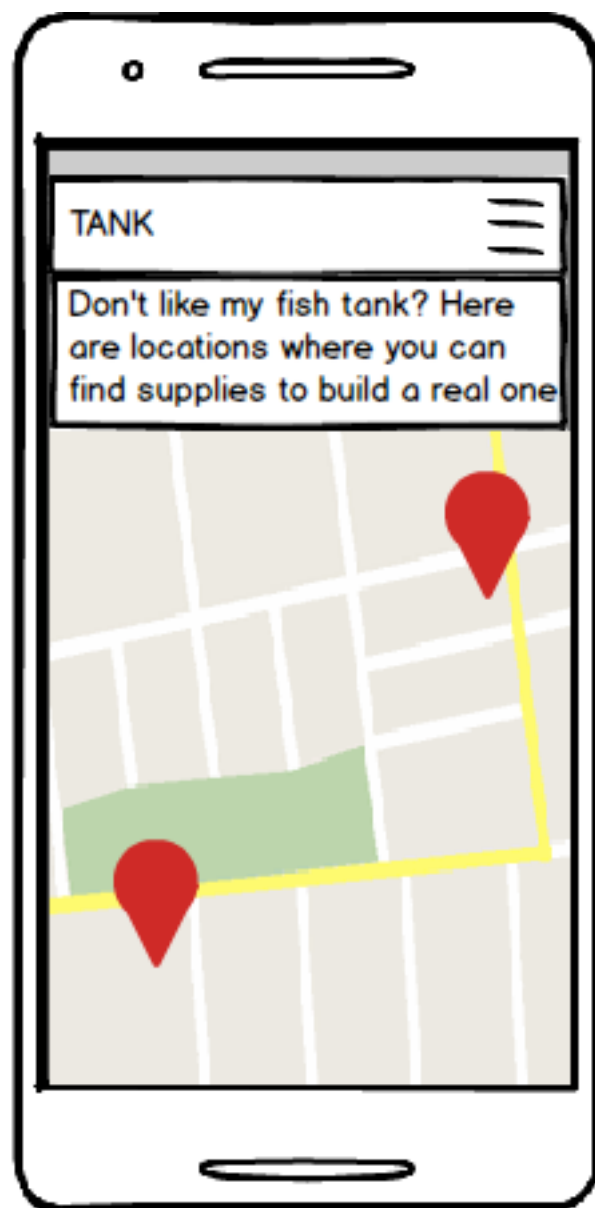 TANK
Don't like my fish tank? Here
are locations where you can
find supplies to build a real one